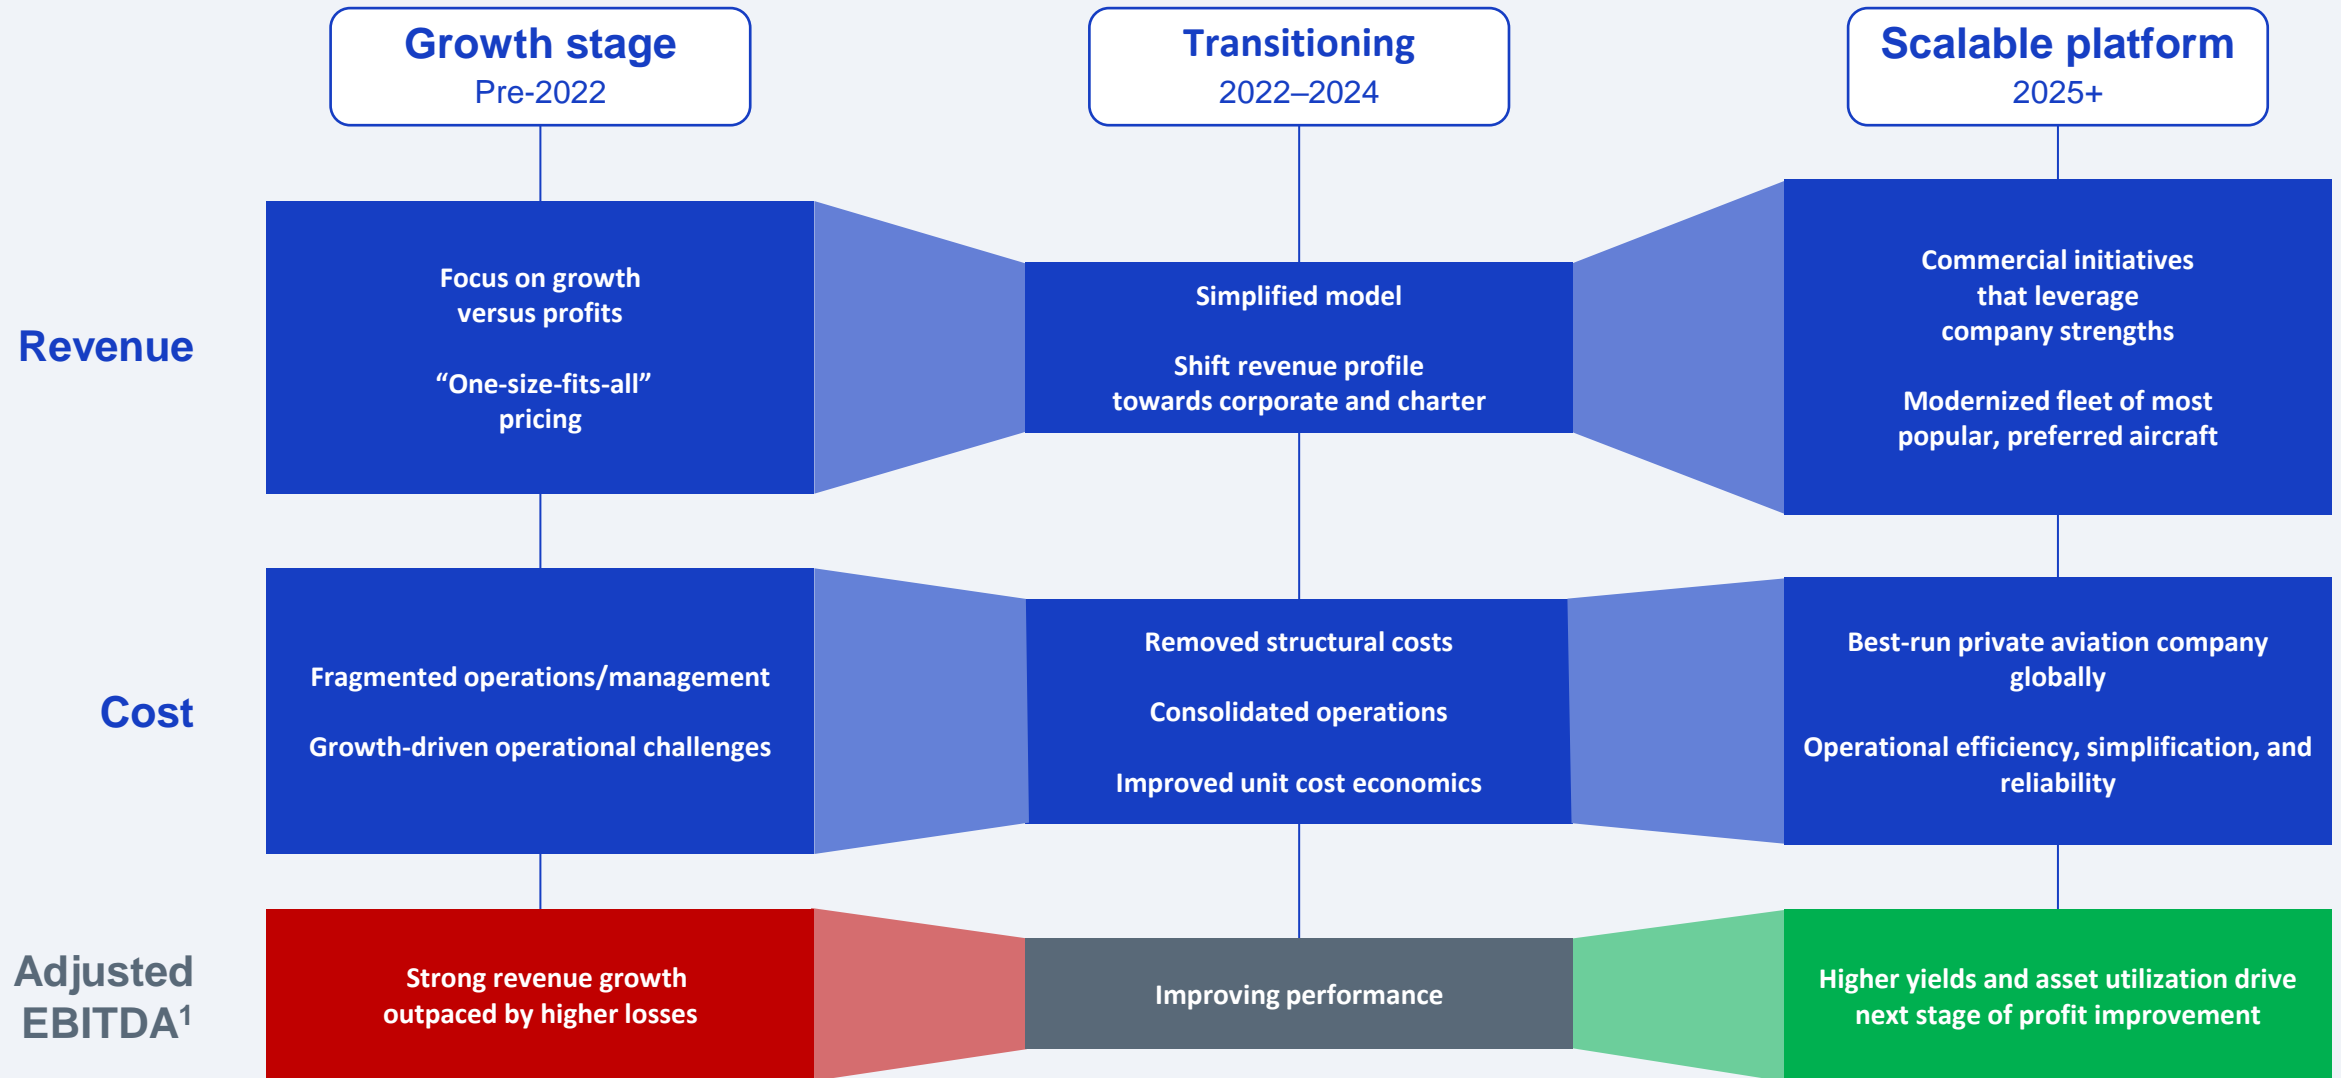 Growth stage
Pre-2022
Transitioning
2022–2024
Scalable platform
2025+
Revenue
Focus on growth
versus profits
“One-size-fits-all”
pricing
Simplified model
Shift revenue profile
towards corporate and charter
Commercial initiatives
that leverage
company strengths
Modernized fleet of most
popular, preferred aircraft
Cost
Fragmented operations/management
Growth-driven operational challenges
Removed structural costs
Consolidated operations
Improved unit cost economics
Best-run private aviation company
globally
Operational efficiency, simplification, and
reliability
Adjusted
EBITDA¹
Strong revenue growth
outpaced by higher losses
Improving performance
Higher yields and asset utilization drive
next stage of profit improvement